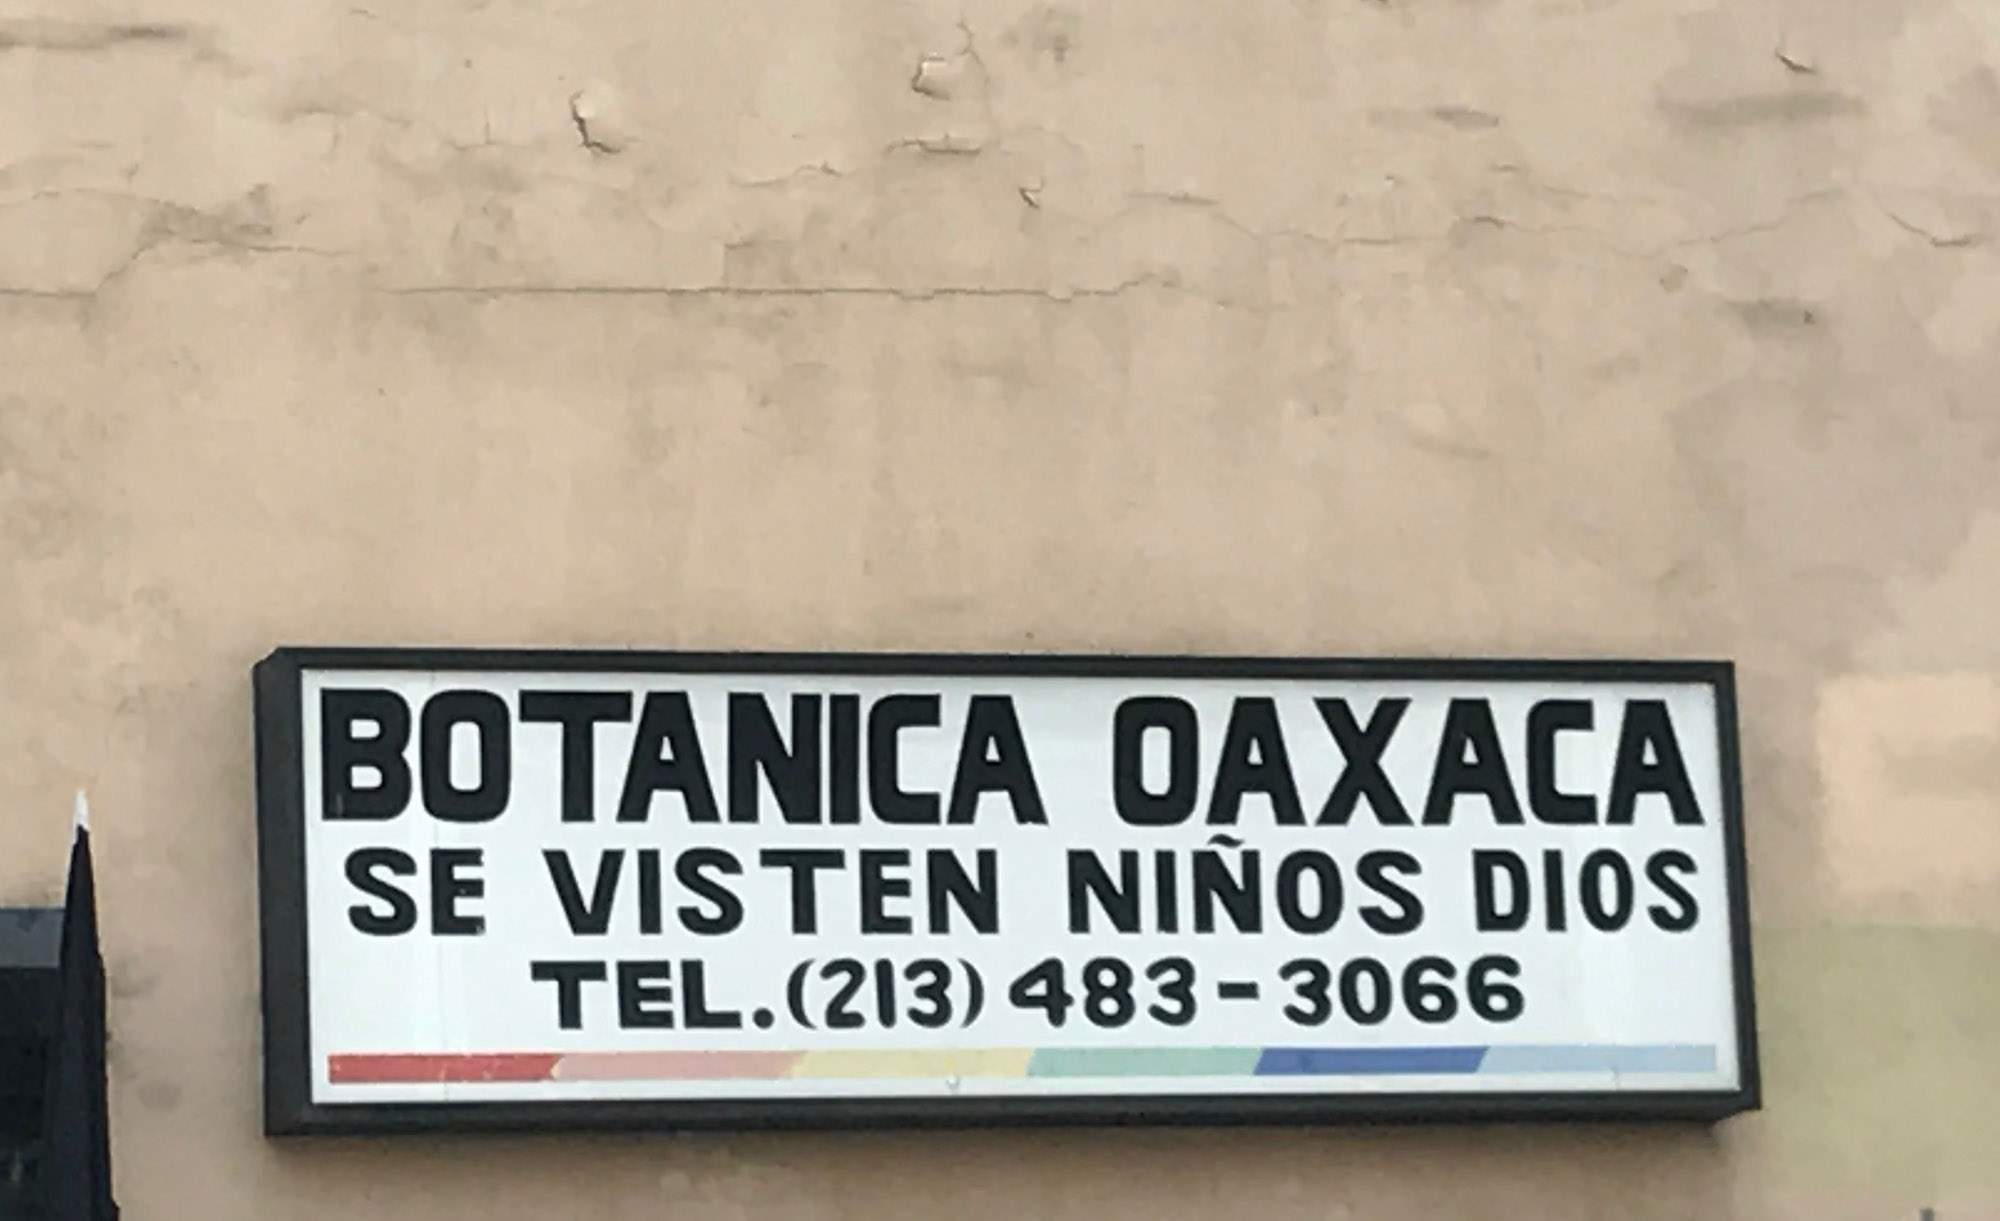 BOTANICA OAXACA
SE VISTEN NIÑOS DIOS
TEL. (213) 483-3066